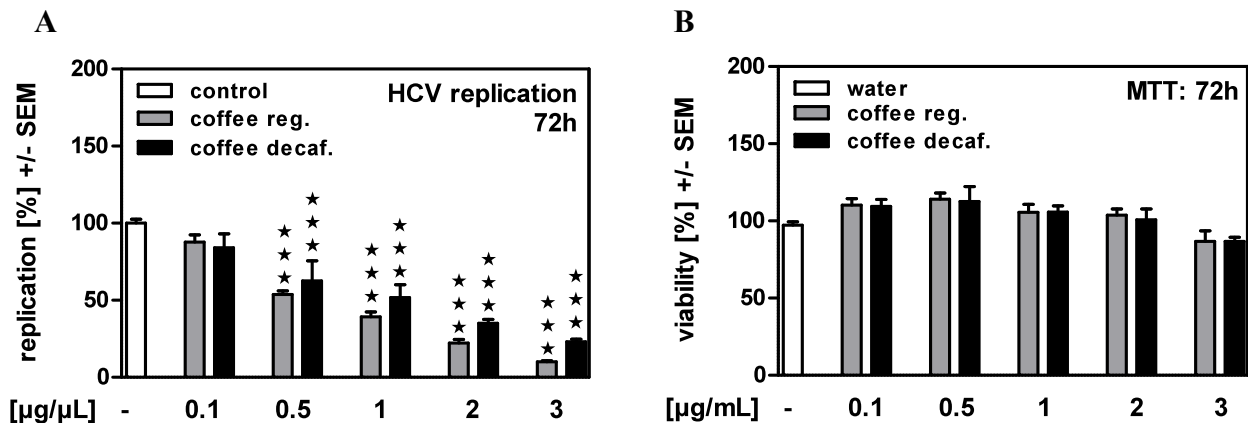 A
replication [%] +/- SEM
200
150
100
50
0
control
coffee reg.
coffee decaf.
HCV replication
72h
[µg/µL] - 0.1 0.5 1 2 3
B
viability [%] +/- SEM
200
150
100
50
0
water
coffee reg.
coffee decaf.
MTT: 72h
[µg/mL] - 0.1 0.5 1 2 3